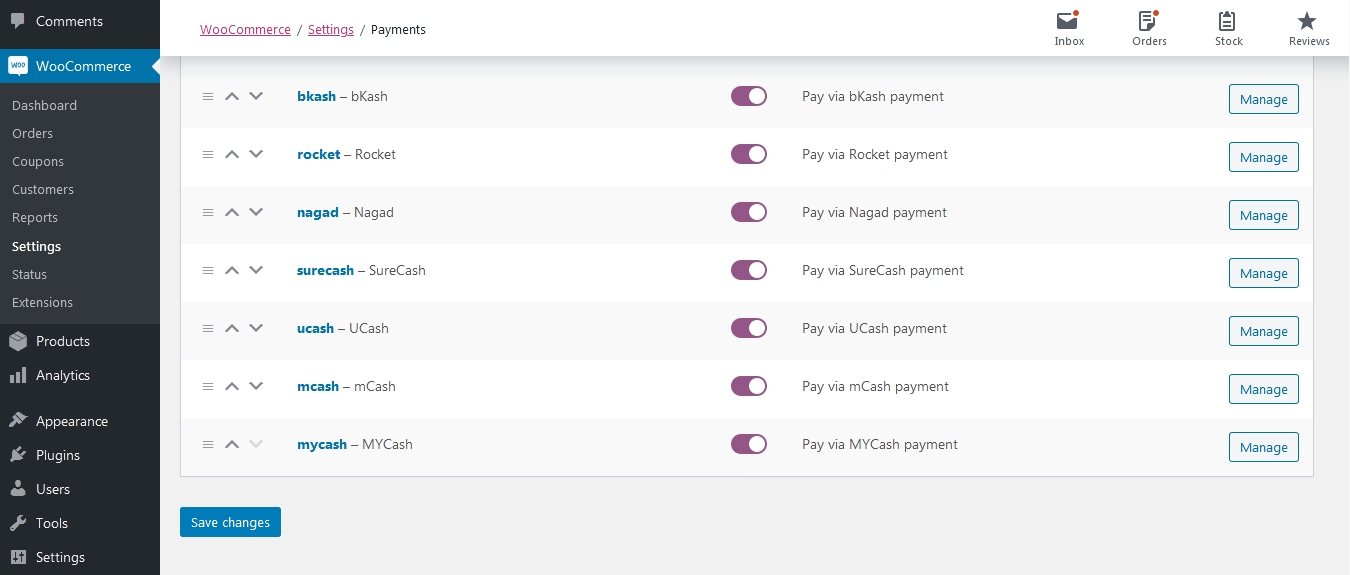 Comments
WooCommerce / Settings / Payments
Inbox
Orders
Stock
Reviews
woo WooCommerce
Dashboard
Orders
Coupons
Customers
Reports
Settings
Status
Extensions
Products
Analytics
Appearance
Plugins
Users
Tools
Settings
bkash – bKash Pay via bKash payment Manage
rocket – Rocket Pay via Rocket payment Manage
nagad – Nagad Pay via Nagad payment Manage
surecash – SureCash Pay via SureCash payment Manage
ucash – UCash Pay via UCash payment Manage
mcash – mCash Pay via mCash payment Manage
mycash – MYCash Pay via MYCash payment Manage
Save changes